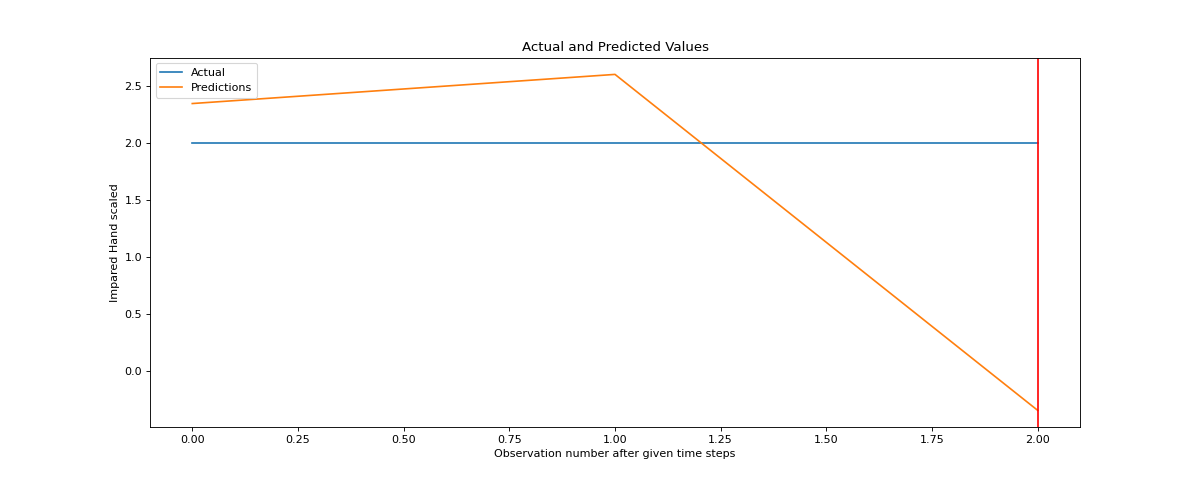 Actual and Predicted Values
Actual
Predictions
2.5
2.0
1.5
1.0
0.5
0.0
Impared Hand scaled
0.00 0.25 0.50 0.75 1.00 1.25 1.50 1.75 2.00
Observation number after given time steps